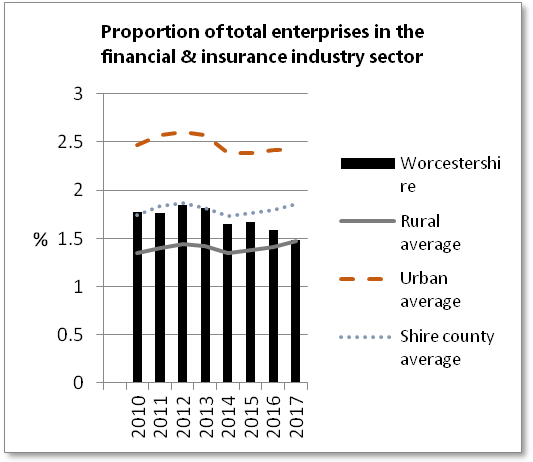 Proportion of total enterprises in the
financial & insurance industry sector
3
2.5
2
1.5
1
0.5
0
%
2010
2011
2012
2013
2014
2015
2016
2017
Worcestershi
re
Rural
average
Urban
average
Shire county
average